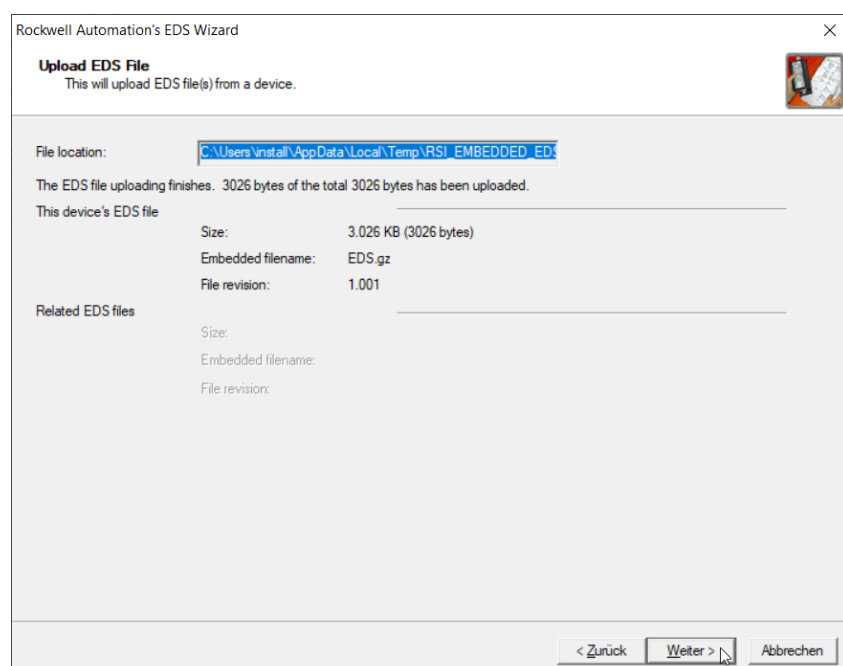 Rockwell Automation's EDS Wizard
Upload EDS File
This will upload EDS file(s) from a device.
File location: C:\Users\install\AppData\Local\Temp\RSI_EMBEDDED_EDS
The EDS file uploading finishes. 3026 bytes of the total 3026 bytes has been uploaded.
This device's EDS file
Size: 3.026 KB (3026 bytes)
Embedded filename: EDS.gz
File revision: 1.001
Related EDS files
Size:
Embedded filename:
File revision:
< Zurück Weiter > Abbrechen